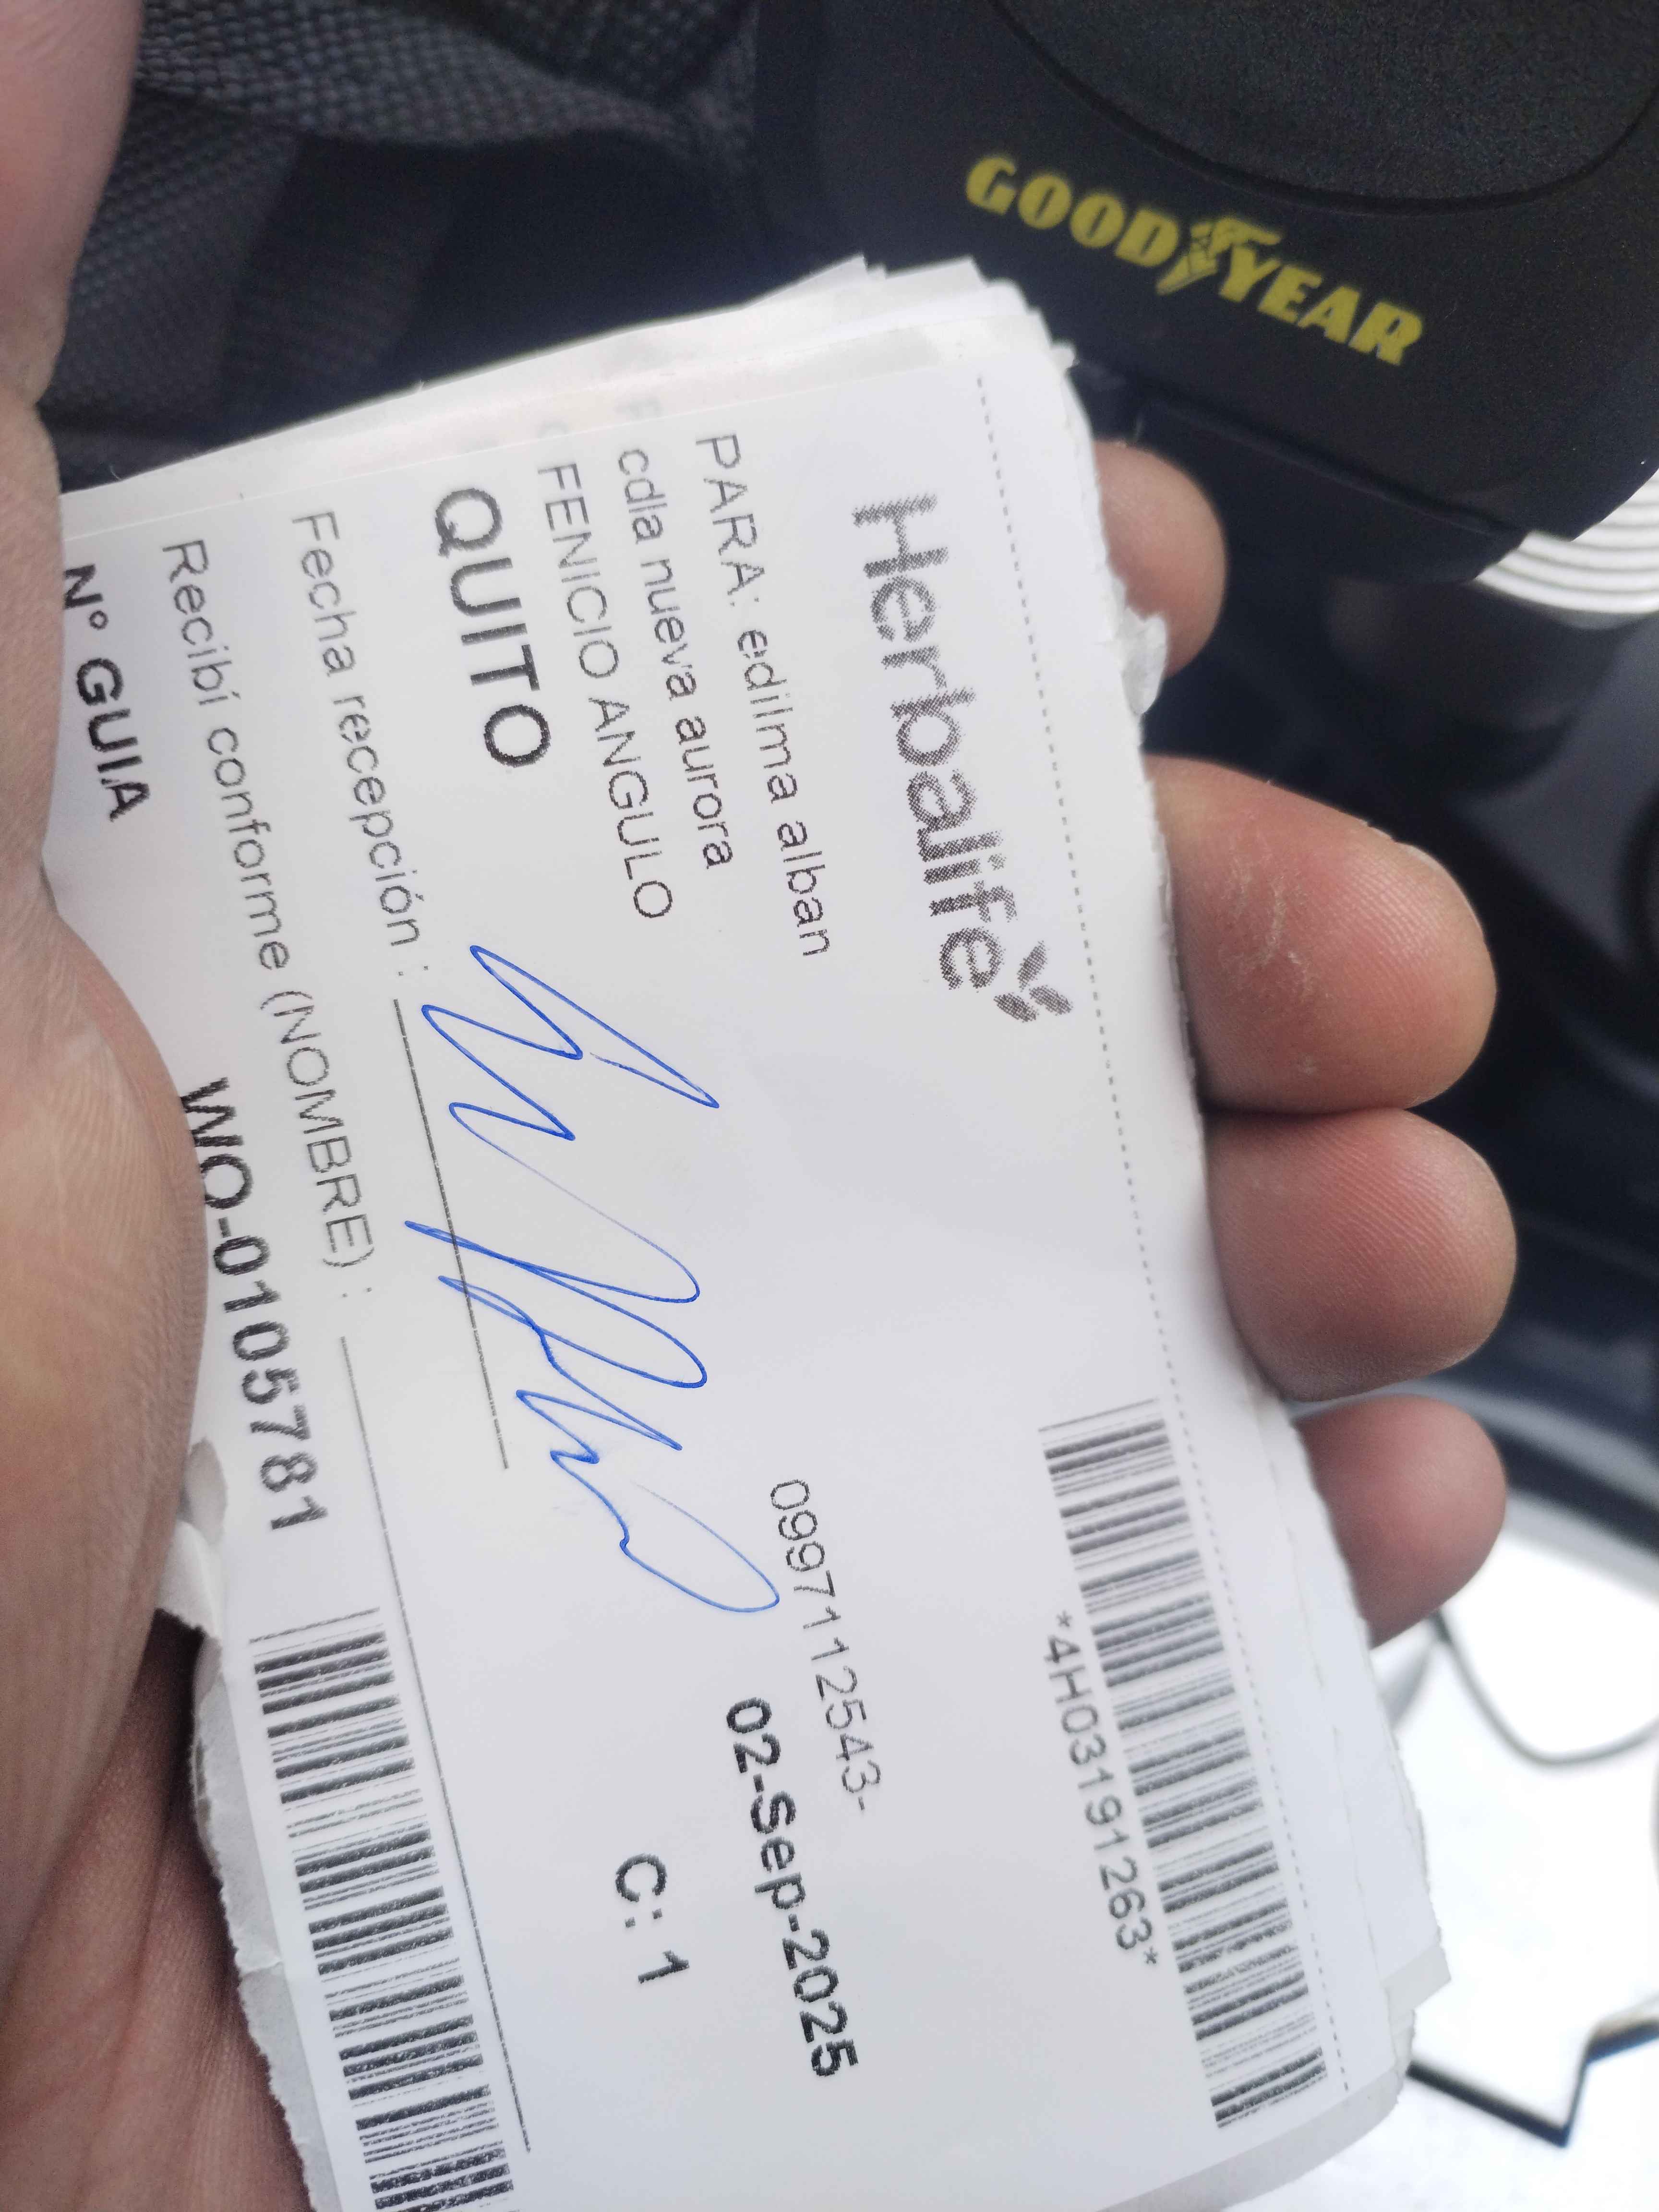 GOODYEAR
Herbalife
*4H03191263*
PARA: edilma alban
0997112543-
cdla nueva aurora
02-Sep-2025
FENICIO ANGULO
QUITO
C: 1
Fecha recepción :
Recibí conforme (NOMBRE) :
N° GUIA
WO-0105781